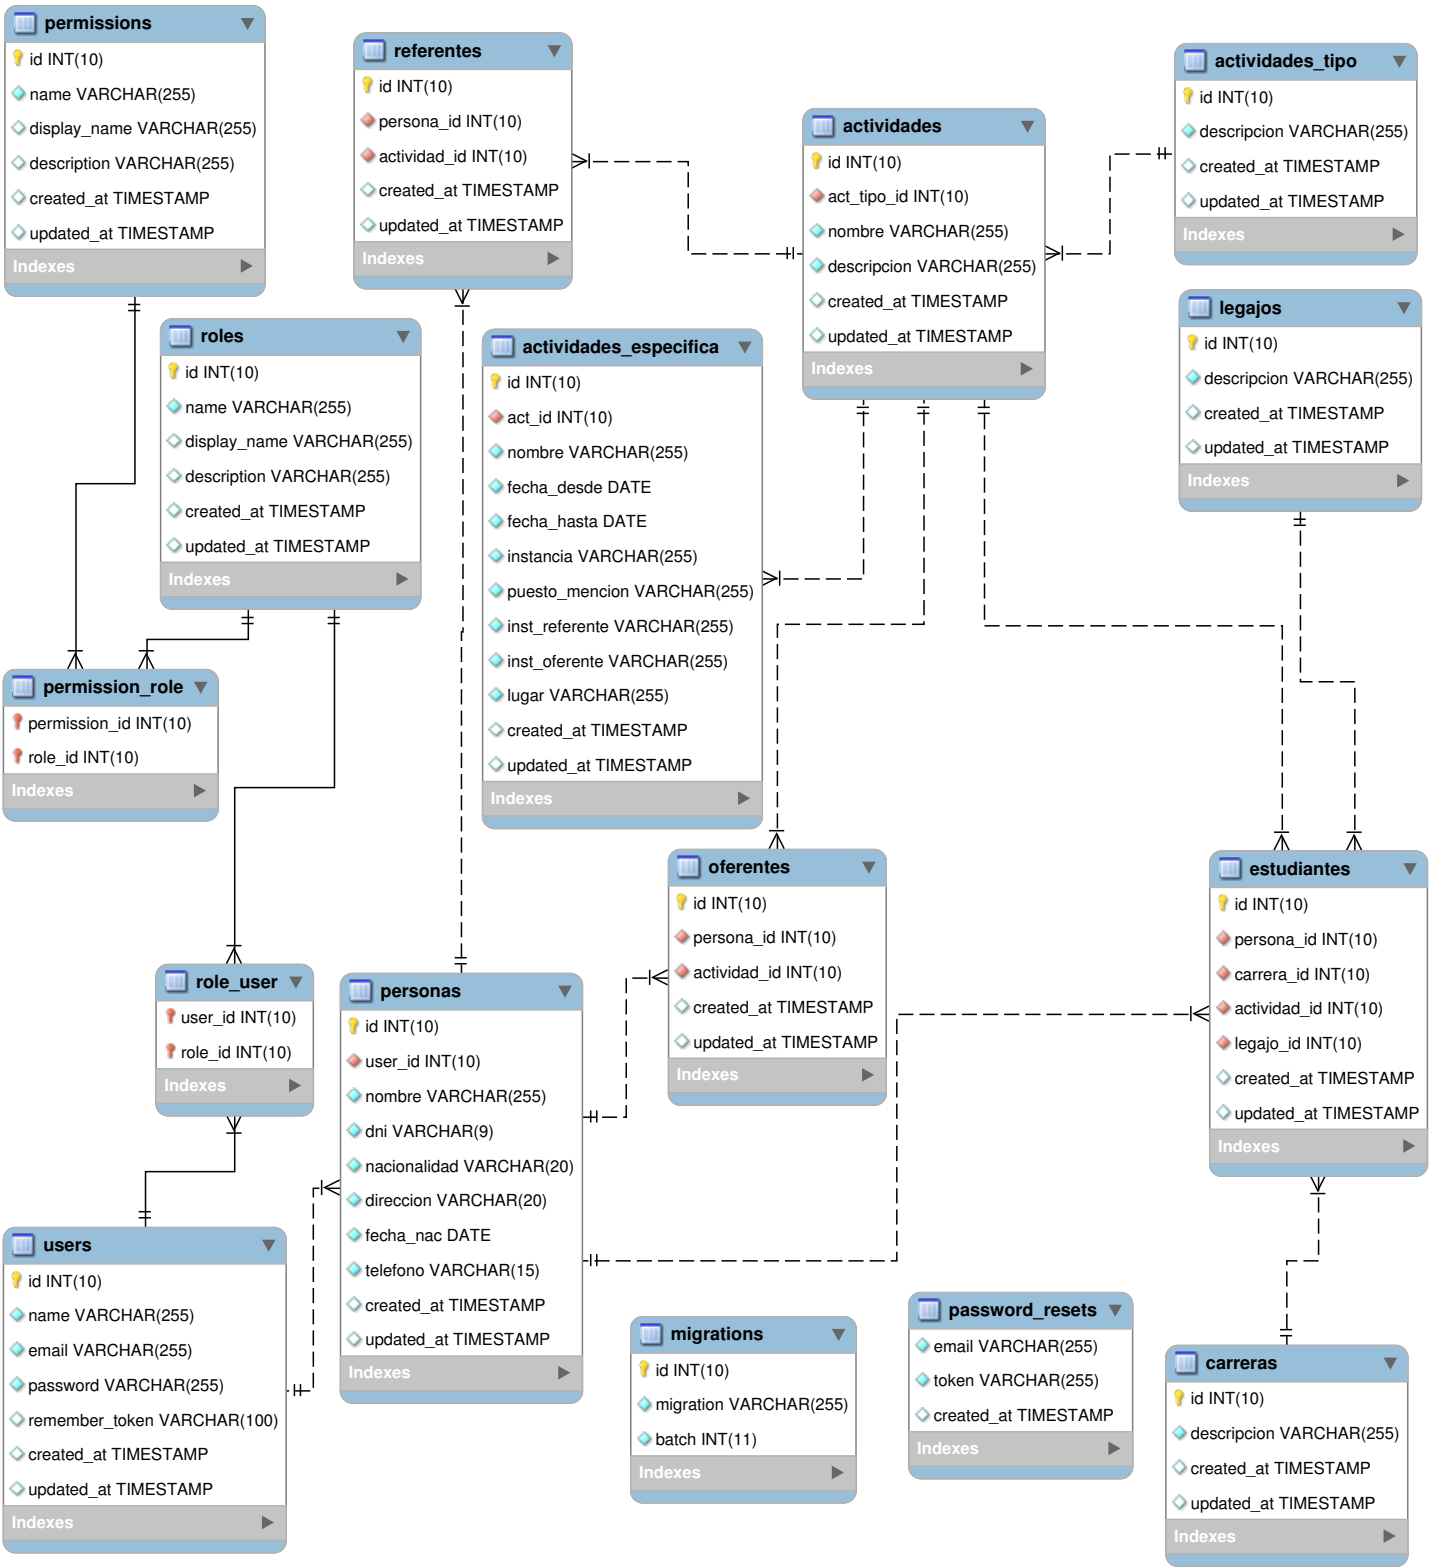 permissions
id INT(10)
name VARCHAR(255)
display_name VARCHAR(255)
description VARCHAR(255)
created_at TIMESTAMP
updated_at TIMESTAMP
Indexes
referentes
id INT(10)
persona_id INT(10)
actividad_id INT(10)
created_at TIMESTAMP
updated_at TIMESTAMP
Indexes
actividades
id INT(10)
act_tipo_id INT(10)
nombre VARCHAR(255)
descripcion VARCHAR(255)
created_at TIMESTAMP
updated_at TIMESTAMP
Indexes
actividades_tipo
id INT(10)
descripcion VARCHAR(255)
created_at TIMESTAMP
updated_at TIMESTAMP
Indexes
legajos
id INT(10)
descripcion VARCHAR(255)
created_at TIMESTAMP
updated_at TIMESTAMP
Indexes
roles
id INT(10)
name VARCHAR(255)
display_name VARCHAR(255)
description VARCHAR(255)
created_at TIMESTAMP
updated_at TIMESTAMP
Indexes
actividades_especifica
id INT(10)
act_id INT(10)
nombre VARCHAR(255)
fecha_desde DATE
fecha_hasta DATE
instancia VARCHAR(255)
puesto_mencion VARCHAR(255)
inst_referente VARCHAR(255)
inst_oferente VARCHAR(255)
lugar VARCHAR(255)
created_at TIMESTAMP
updated_at TIMESTAMP
Indexes
permission_role
permission_id INT(10)
role_id INT(10)
Indexes
oferentes
id INT(10)
persona_id INT(10)
actividad_id INT(10)
created_at TIMESTAMP
updated_at TIMESTAMP
Indexes
estudiantes
id INT(10)
persona_id INT(10)
carrera_id INT(10)
actividad_id INT(10)
legajo_id INT(10)
created_at TIMESTAMP
updated_at TIMESTAMP
Indexes
role_user
user_id INT(10)
role_id INT(10)
Indexes
personas
id INT(10)
user_id INT(10)
nombre VARCHAR(255)
dni VARCHAR(9)
nacionalidad VARCHAR(20)
direccion VARCHAR(20)
fecha_nac DATE
telefono VARCHAR(15)
created_at TIMESTAMP
updated_at TIMESTAMP
Indexes
users
id INT(10)
name VARCHAR(255)
email VARCHAR(255)
password VARCHAR(255)
remember_token VARCHAR(100)
created_at TIMESTAMP
updated_at TIMESTAMP
Indexes
migrations
id INT(10)
migration VARCHAR(255)
batch INT(11)
Indexes
password_resets
email VARCHAR(255)
token VARCHAR(255)
created_at TIMESTAMP
Indexes
carreras
id INT(10)
descripcion VARCHAR(255)
created_at TIMESTAMP
updated_at TIMESTAMP
Indexes